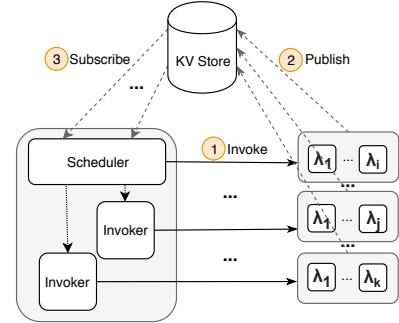 KV Store
3 Subscribe
2 Publish
...
Scheduler
1 Invoke
λ1 ... λi
...
...
Invoker
λ1 ... λj
...
...
Invoker
λ1 ... λk